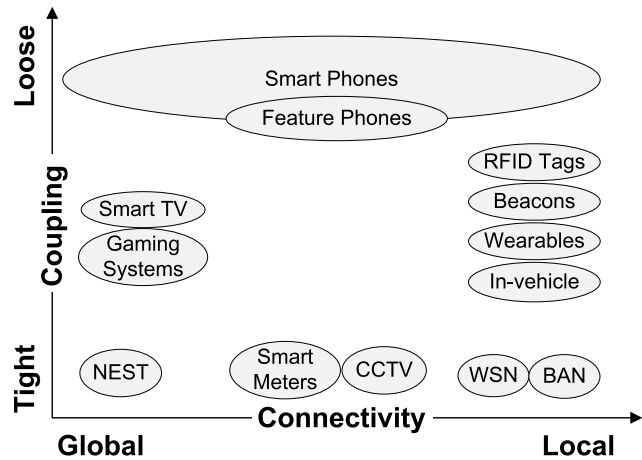 Loose
Coupling
Tight
Smart Phones
Feature Phones
RFID Tags
Beacons
Wearables
In-vehicle
Smart TV
Gaming
Systems
NEST
Smart
Meters
CCTV
WSN
BAN
Connectivity
Global
Local